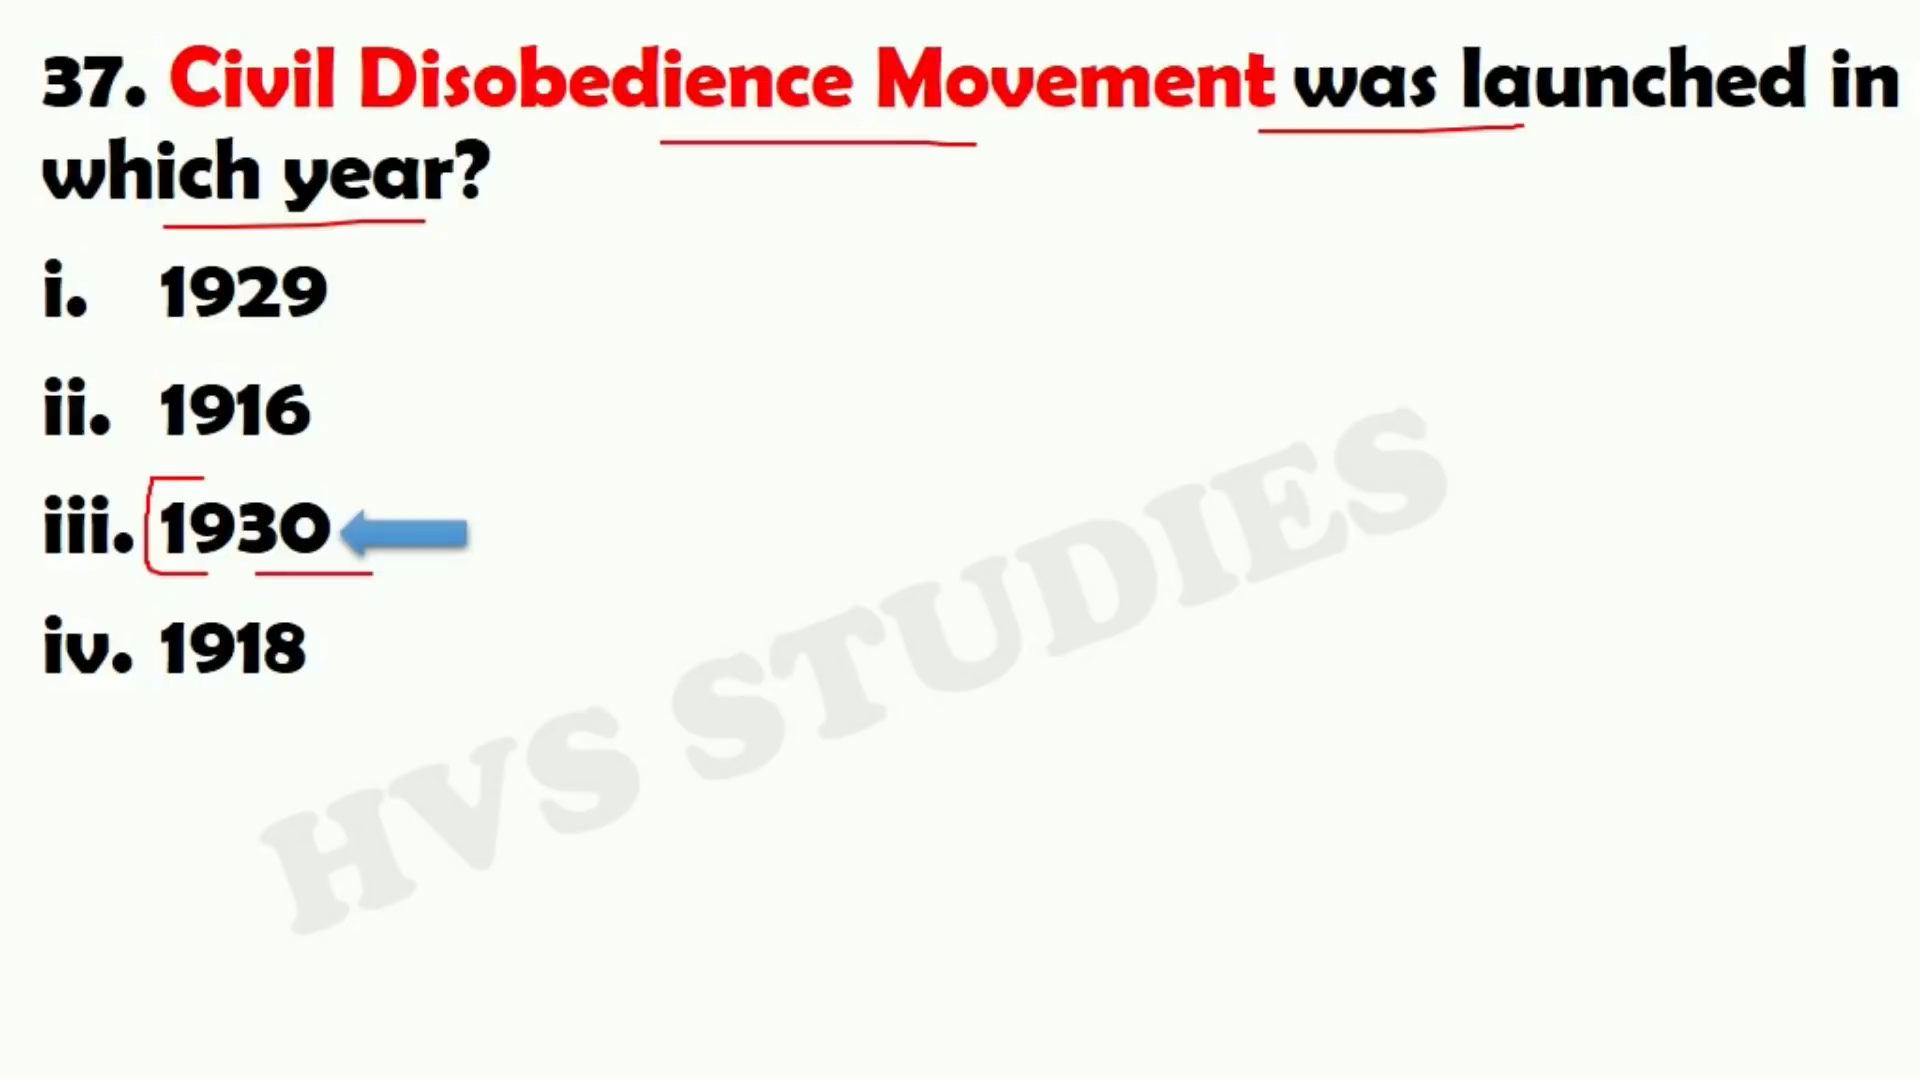 37. Civil Disobedience Movement was launched in
which year?
i. 1929
ii. 1916
iii. 1930
iv. 1918
HVS STUDIES